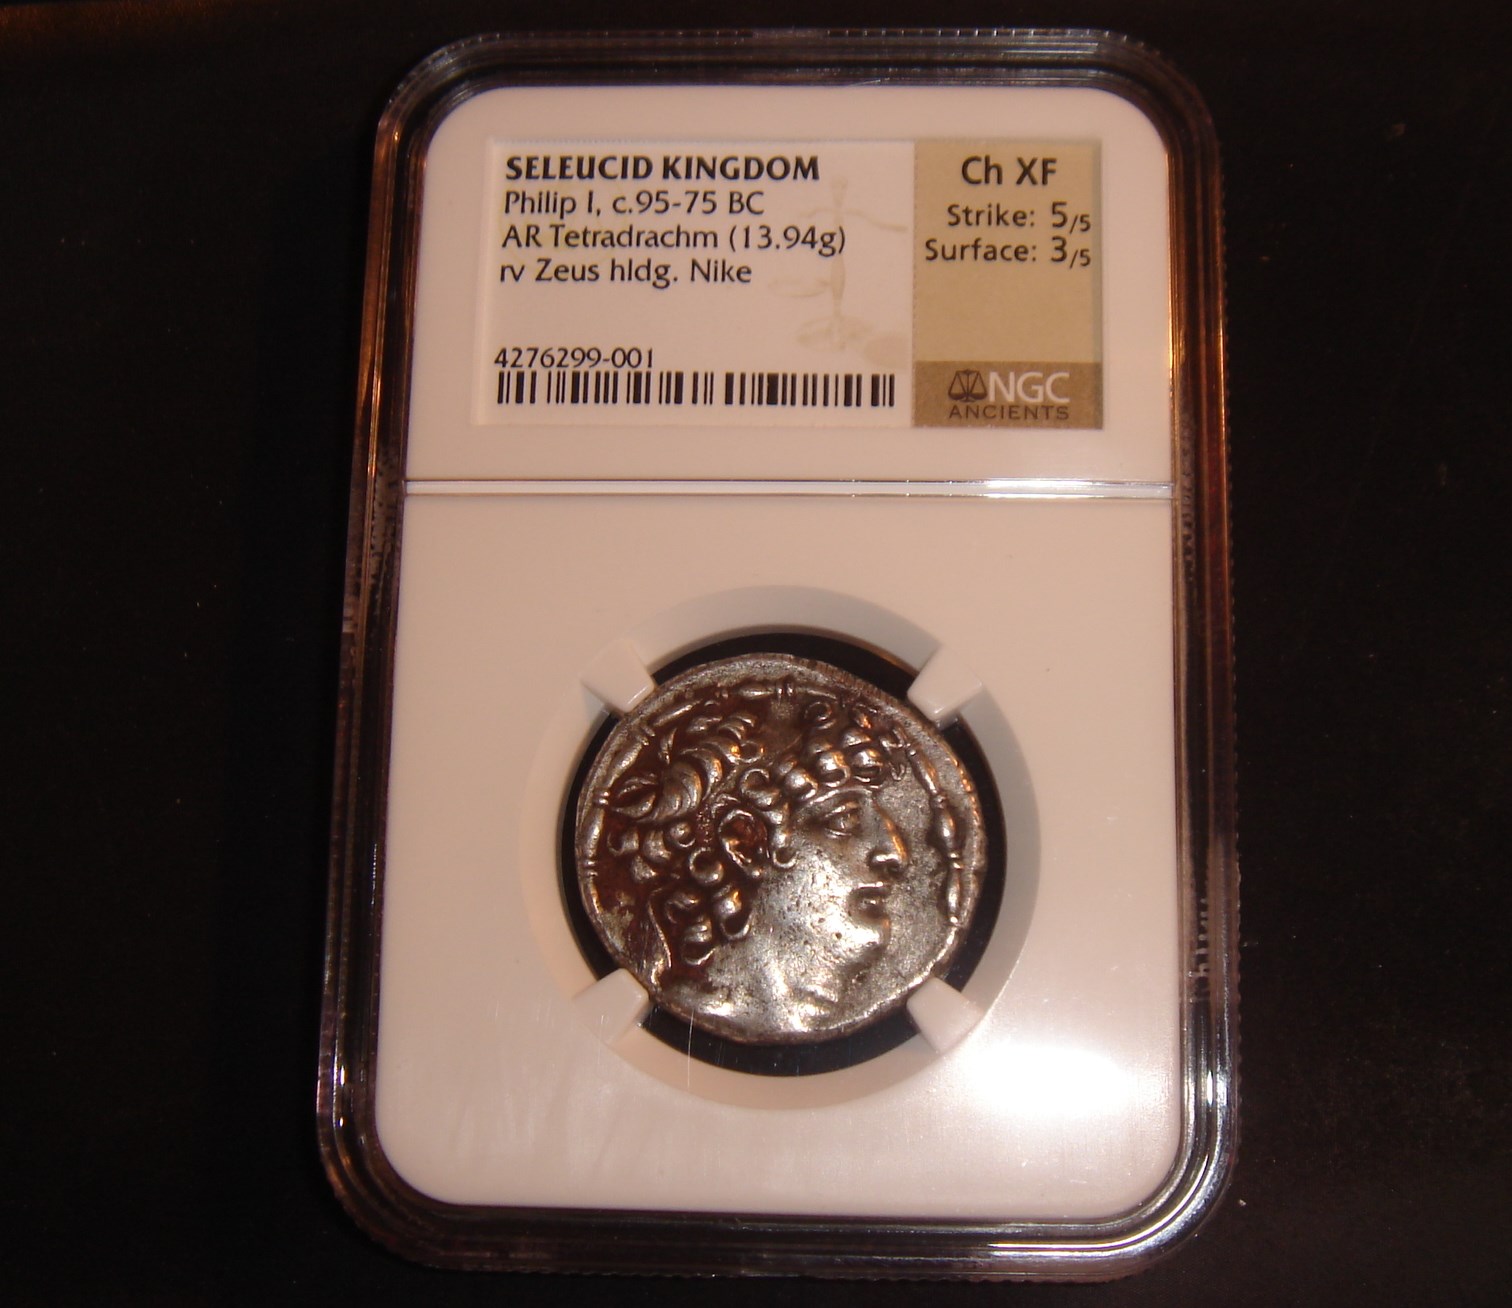 SELEUCID KINGDOM
Philip I, c.95-75 BC
AR Tetradrachm (13.94g)
rv Zeus hldg. Nike
4276299-001
Ch XF
Strike: 5/5
Surface: 3/5
NGC
ANCIENTS